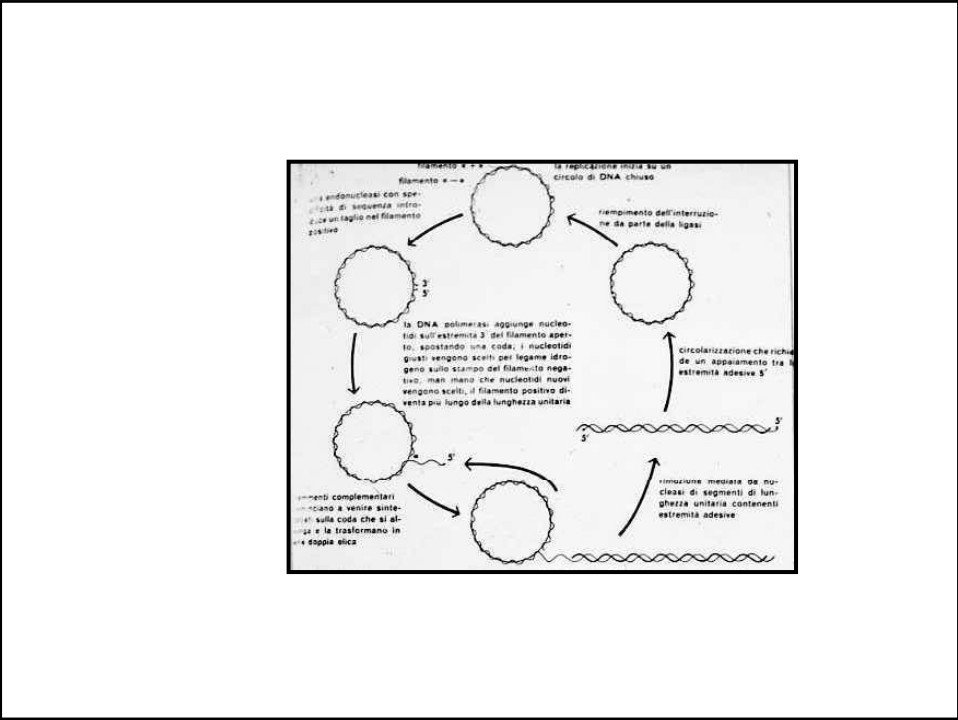 filamento « + »
filamento « — »
la replicazione inizia su un
circolo di DNA chiuso
endonucleasi con spe-
di sequenza intro-
un taglio nel filamento
positivo
riempimento dell'interruzio-
ne da parte della ligasi
3'
5'
la DNA polimerasi aggiunge nucleo-
tidi sull'estremità 3' del filamento aper-
to, spostando una coda; i nucleotidi
giusti vengono scelti per legame idro-
geno sullo stampo del filamento nega-
tivo; man mano che nucleotidi nuovi
vengono scelti, il filamento positivo di-
venta più lungo della lunghezza unitaria
circolarizzazione che richie
de un appaiamento tra l
estremità adesive 5'
5'
5'
5'
complementari
a venire sinte-
sulla coda che si al-
e la trasformano in
doppia elica
rimozione mediata da nu-
cleasi di segmenti di lun-
ghezza unitaria contenenti
estremità adesive